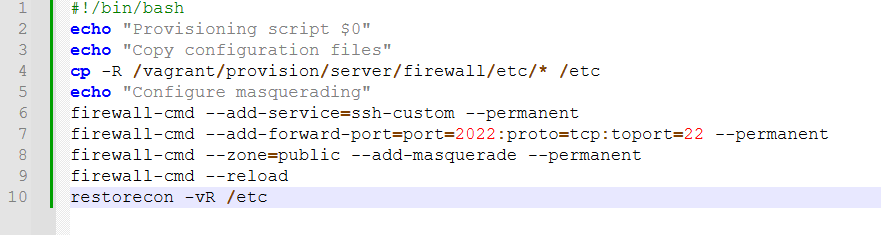 1 #!/bin/bash
2 echo "Provisioning script $0"
3 echo "Copy configuration files"
4 cp -R /vagrant/provision/server/firewall/etc/* /etc
5 echo "Configure masquerading"
6 firewall-cmd --add-service=ssh-custom --permanent
7 firewall-cmd --add-forward-port=port=2022:proto=tcp:toport=22 --permanent
8 firewall-cmd --zone=public --add-masquerade --permanent
9 firewall-cmd --reload
10 restorecon -vR /etc